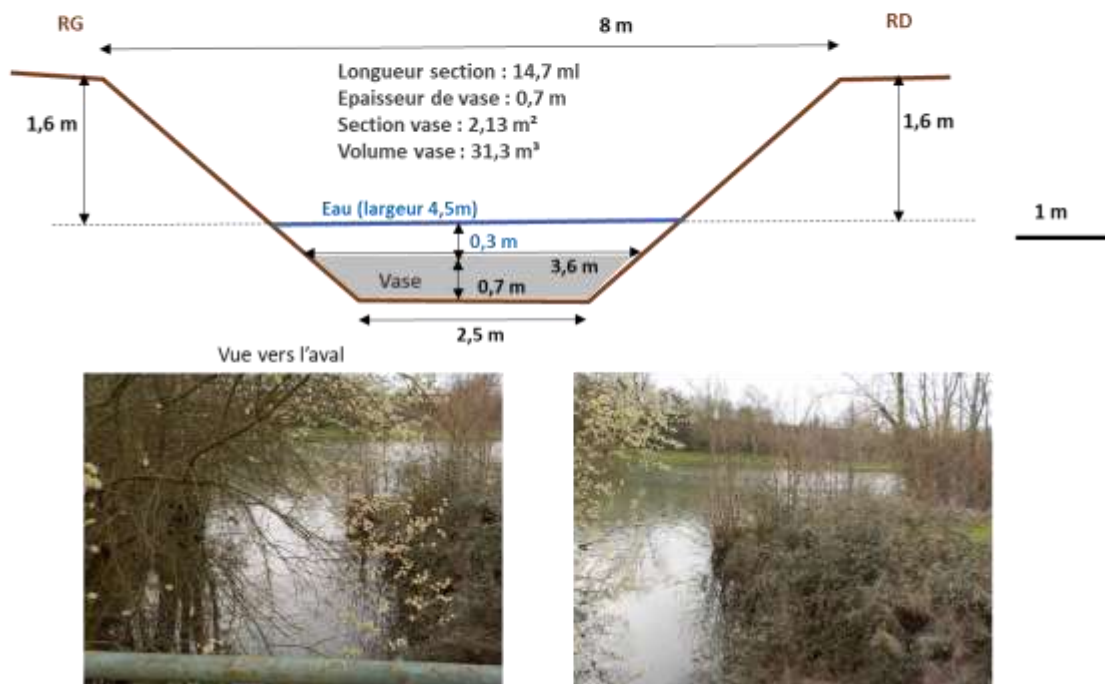 RG
8 m
RD
Longueur section : 14,7 ml
Epaisseur de vase : 0,7 m
Section vase : 2,13 m²
Volume vase : 31,3 m³
1,6 m
1,6 m
Eau (largeur 4,5m)
1 m
0,3 m
3,6 m
Vase
0,7 m
2,5 m
Vue vers l'aval